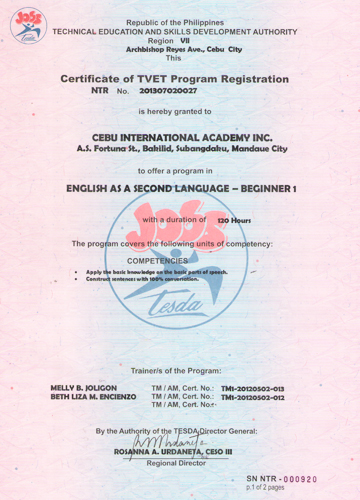 JOBS
Tesda
Republic of the Philippines
TECHNICAL EDUCATION AND SKILLS DEVELOPMENT AUTHORITY
Region VII
Archbishop Reyes Ave., Cebu City
This
Certificate of TVET Program Registration
NTR No. 201307020027
is hereby granted to
CEBU INTERNATIONAL ACADEMY INC.
A.S. Fortuna St., Bakilid, Subangdaku, Mandaue City
to offer a program in
ENGLISH AS A SECOND LANGUAGE – BEGINNER 1
JOBS
with a duration of 120 Hours
The program covers the following units of competency:
COMPETENCIES
• Apply the basic knowledge on the basic parts of speech.
• Construct sentences with 100% conversation.
Tesda
Trainer/s of the Program:
MELLY B. JOLIGON TM / AM, Cert. No.: TM1-20120502-013
BETH LIZA M. ENCIENZO TM / AM, Cert. No.: TM1-20120502-012
TM / AM, Cert. No.:-
By the Authority of the TESDA Director General:
ROSANNA A. URDANETA, CESO III
Regional Director
SN NTR -000920
p.1 of 2 pages